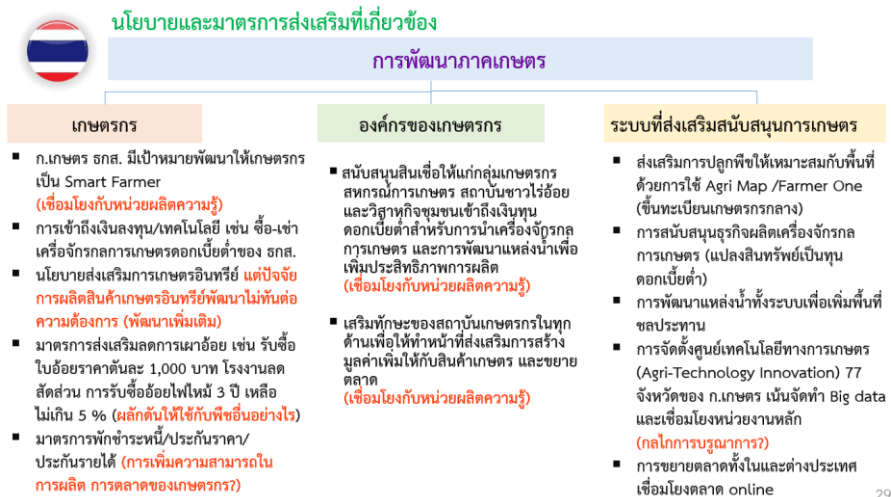 นโยบายและมาตรการส่งเสริมที่เกี่ยวข้อง
การพัฒนาภาคเกษตร
เกษตรกร
▪ ก.เกษตร ธกส. มีเป้าหมายพัฒนาให้เกษตรกร
เป็น Smart Farmer
(เชื่อมโยงกับหน่วยผลิตความรู้)
▪ การเข้าถึงเงินลงทุน/เทคโนโลยี เช่น ซื้อ-เช่า
เครื่อจักรกลการเกษตรดอกเบี้ยต่ำของ ธกส.
▪ นโยบายส่งเสริมการเกษตรอินทรีย์ แต่ปัจจัย
การผลิตสินค้าเกษตรอินทรีย์พัฒนาไม่ทันต่อ
ความต้องการ (พัฒนาเพิ่มเติม)
▪ มาตรการส่งเสริมลดการเผาอ้อย เช่น รับซื้อ
ใบอ้อยราคาตันละ 1,000 บาท โรงงานลด
สัดส่วน การรับซื้ออ้อยไฟไหม้ 3 ปี เหลือ
ไม่เกิน 5 % (ผลักดันให้ใช้กับพืชอื่นอย่างไร)
▪ มาตรการพักชำระหนี้/ประกันราคา/
ประกันรายได้ (การเพิ่มความสามารถใน
การผลิต การตลาดของเกษตรกร?)
องค์กรของเกษตรกร
▪ สนับสนุนสินเชื่อให้แก่กลุ่มเกษตรกร
สหกรณ์การเกษตร สถาบันชาวไร่อ้อย
และวิสาหกิจชุมชนเข้าถึงเงินทุน
ดอกเบี้ยต่ำสำหรับการนำเครื่องจักรกล
การเกษตร และการพัฒนาแหล่งน้ำเพื่อ
เพิ่มประสิทธิภาพการผลิต
(เชื่อมโยงกับหน่วยผลิตความรู้)
▪ เสริมทักษะของสถาบันเกษตรกรในทุก
ด้านเพื่อให้ทำหน้าที่ส่งเสริมการสร้าง
มูลค่าเพิ่มให้กับสินค้าเกษตร และขยาย
ตลาด
(เชื่อมโยงกับหน่วยผลิตความรู้)
ระบบที่ส่งเสริมสนับสนุนการเกษตร
▪ ส่งเสริมการปลูกพืชให้เหมาะสมกับพื้นที่
ด้วยการใช้ Agri Map /Farmer One
(ขึ้นทะเบียนเกษตรกรกลาง)
▪ การสนับสนุนธุรกิจผลิตเครื่องจักรกล
การเกษตร (แปลงสินทรัพย์เป็นทุน
ดอกเบี้ยต่ำ)
▪ การพัฒนาแหล่งน้ำทั้งระบบเพื่อเพิ่มพื้นที่
ชลประทาน
▪ การจัดตั้งศูนย์เทคโนโลยีทางการเกษตร
(Agri-Technology Innovation) 77
จังหวัดของ ก.เกษตร เน้นจัดทำ Big data
และเชื่อมโยงหน่วยงานหลัก
(กลไกการบูรณาการ?)
▪ การขยายตลาดทั้งในและต่างประเทศ
เชื่อมโยงตลาด online
29